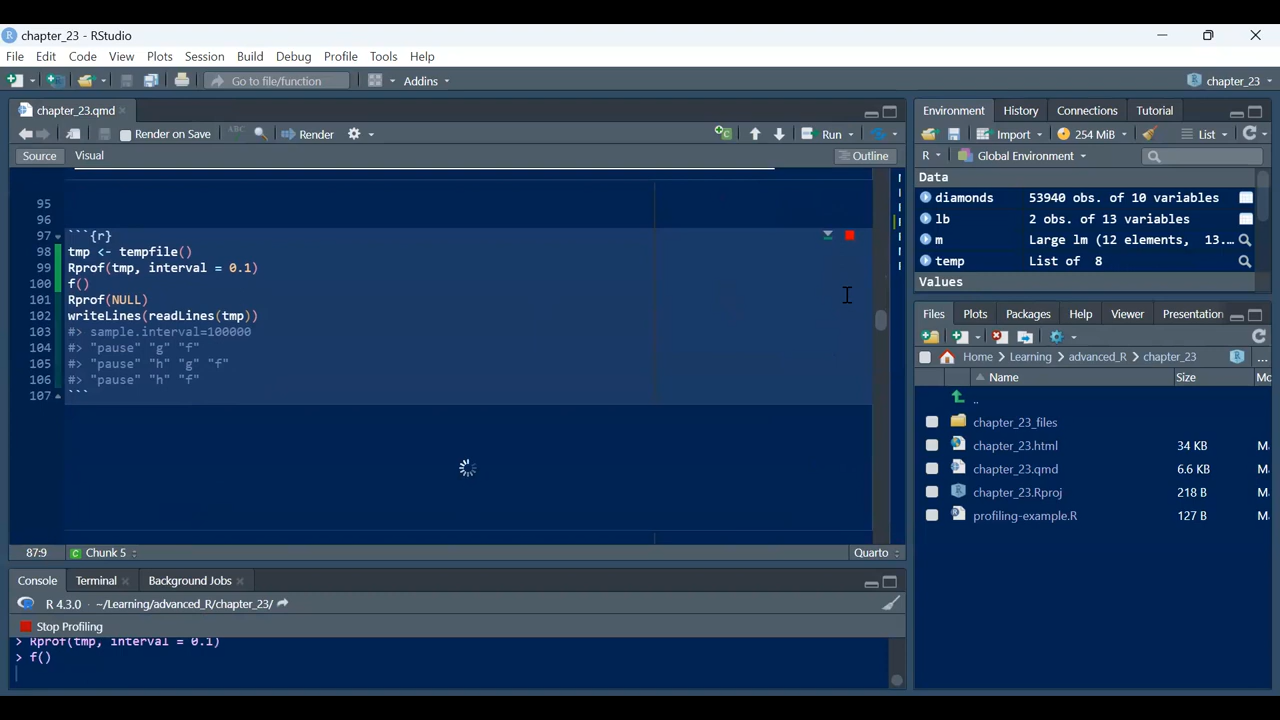 chapter_23 - RStudio
File Edit Code View Plots Session Build Debug Profile Tools Help
Go to file/function Addins chapter_23
chapter_23.qmd
Render on Save ABC Render Run
Source Visual Outline
95
96
97 ```{r}
98 tmp <- tempfile()
99 Rprof(tmp, interval = 0.1)
100 f()
101 Rprof(NULL)
102 writeLines(readLines(tmp))
103 #> sample.interval=100000
104 #> "pause" "g" "f"
105 #> "pause" "h" "g" "f"
106 #> "pause" "h" "f"
107 ```
87:9 Chunk 5 Quarto
Console Terminal Background Jobs
R 4.3.0 · ~/Learning/advanced_R/chapter_23/
Stop Profiling
> Rprof(tmp, interval = 0.1)
> f()
Environment History Connections Tutorial
Import 254 MiB List
R Global Environment
Data
diamonds 53940 obs. of 10 variables
lb 2 obs. of 13 variables
m Large lm (12 elements, 13...
temp List of 8
Values
Files Plots Packages Help Viewer Presentation
Home Learning advanced_R chapter_23 ...
Name Size Mo
..
chapter_23_files
chapter_23.html 34 KB M
chapter_23.qmd 6.6 KB M
chapter_23.Rproj 218 B M
profiling-example.R 127 B M